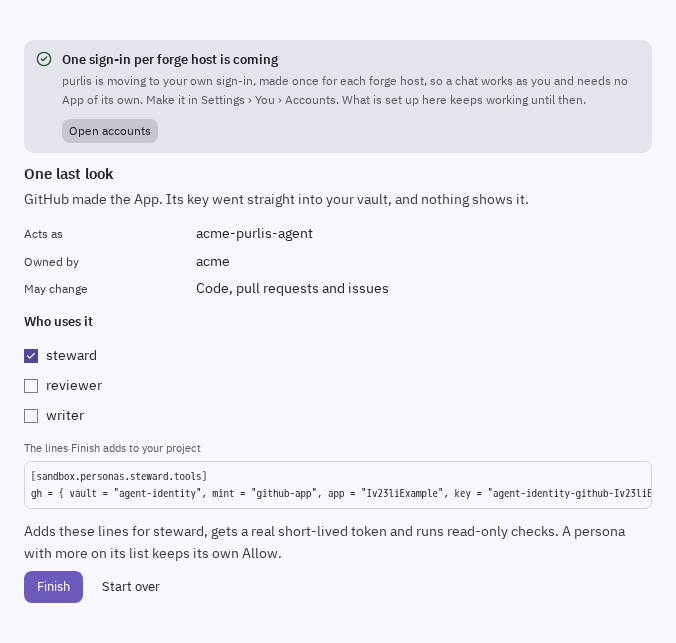 One sign-in per forge host is coming
purlis is moving to your own sign-in, made once for each forge host, so a chat works as you and needs no
App of its own. Make it in Settings › You › Accounts. What is set up here keeps working until then.
Open accounts
One last look
GitHub made the App. Its key went straight into your vault, and nothing shows it.
Acts as acme-purlis-agent
Owned by acme
May change Code, pull requests and issues
Who uses it
steward
reviewer
writer
The lines Finish adds to your project
[sandbox.personas.steward.tools]
gh = { vault = "agent-identity", mint = "github-app", app = "Iv23liExample", key = "agent-identity-github-Iv23liE
Adds these lines for steward, gets a real short-lived token and runs read-only checks. A persona
with more on its list keeps its own Allow.
Finish Start over